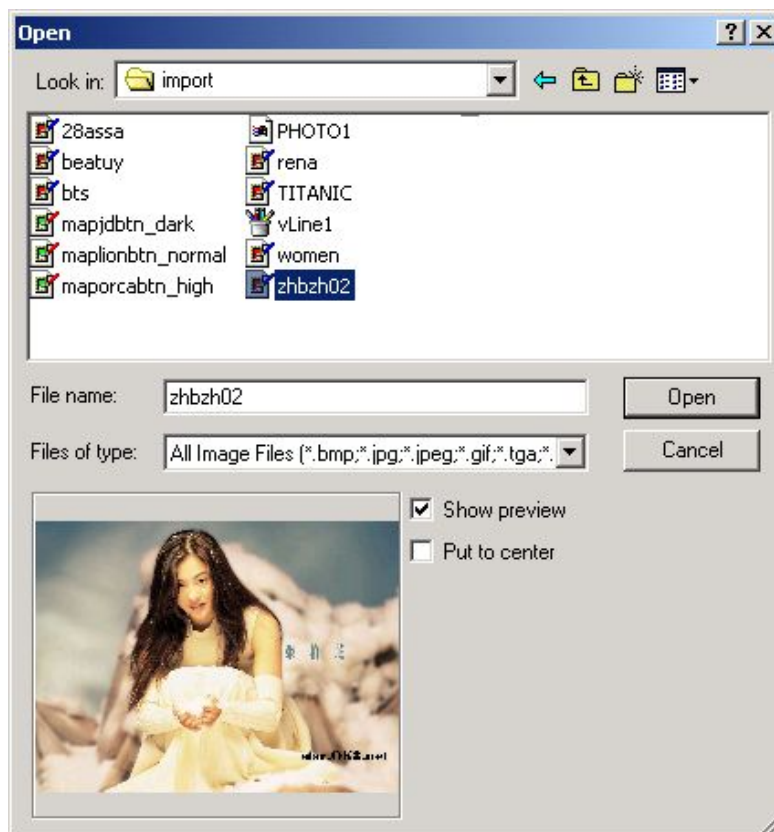 Open
Look in: import
28assa
beatuy
bts
mapjdbtn_dark
maplionbtn_normal
maporcabtn_high
PHOTO1
rena
TITANIC
vLine1
women
zhbzh02
File name: zhbzh02 Open
Files of type: All Image Files (*.bmp;*.jpg;*.jpeg;*.gif;*.tga;*. Cancel
Show preview
Put to center